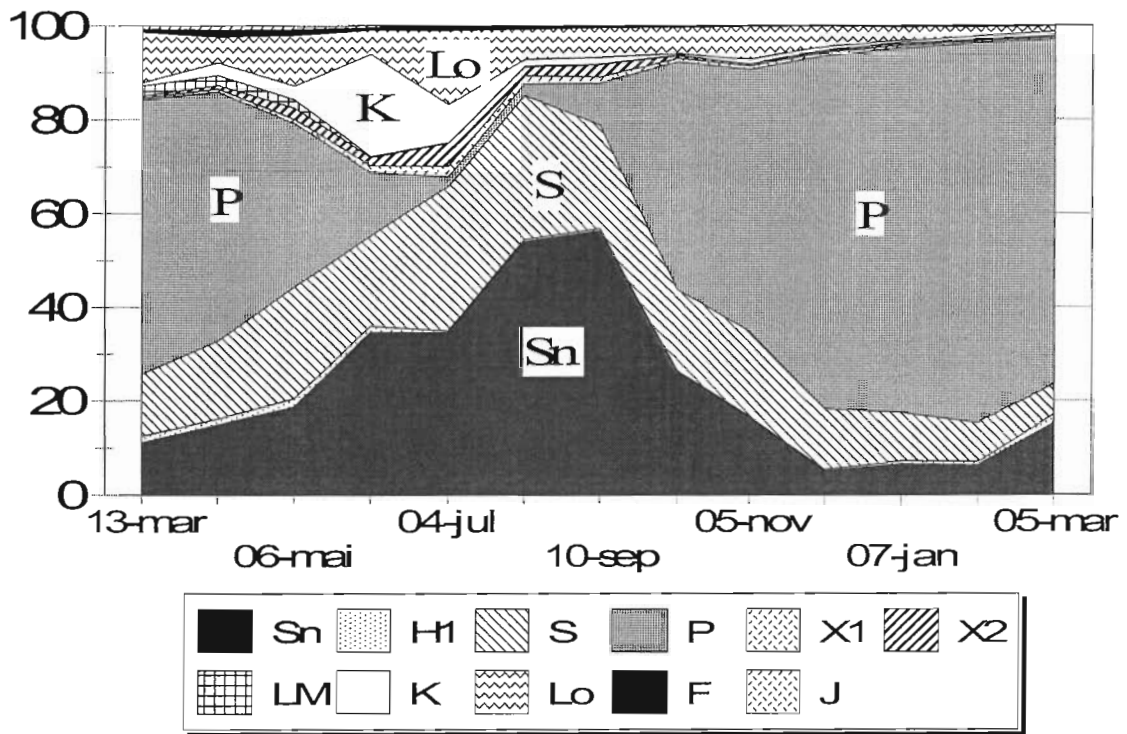 100
80
60
40
20
0
Lo
K
P
S
P
Sn
13-mar 04-jul 05-nov 05-mar
06-mai 10-sep 07-jan
Sn H1 S P X1 X2
LM K Lo F J